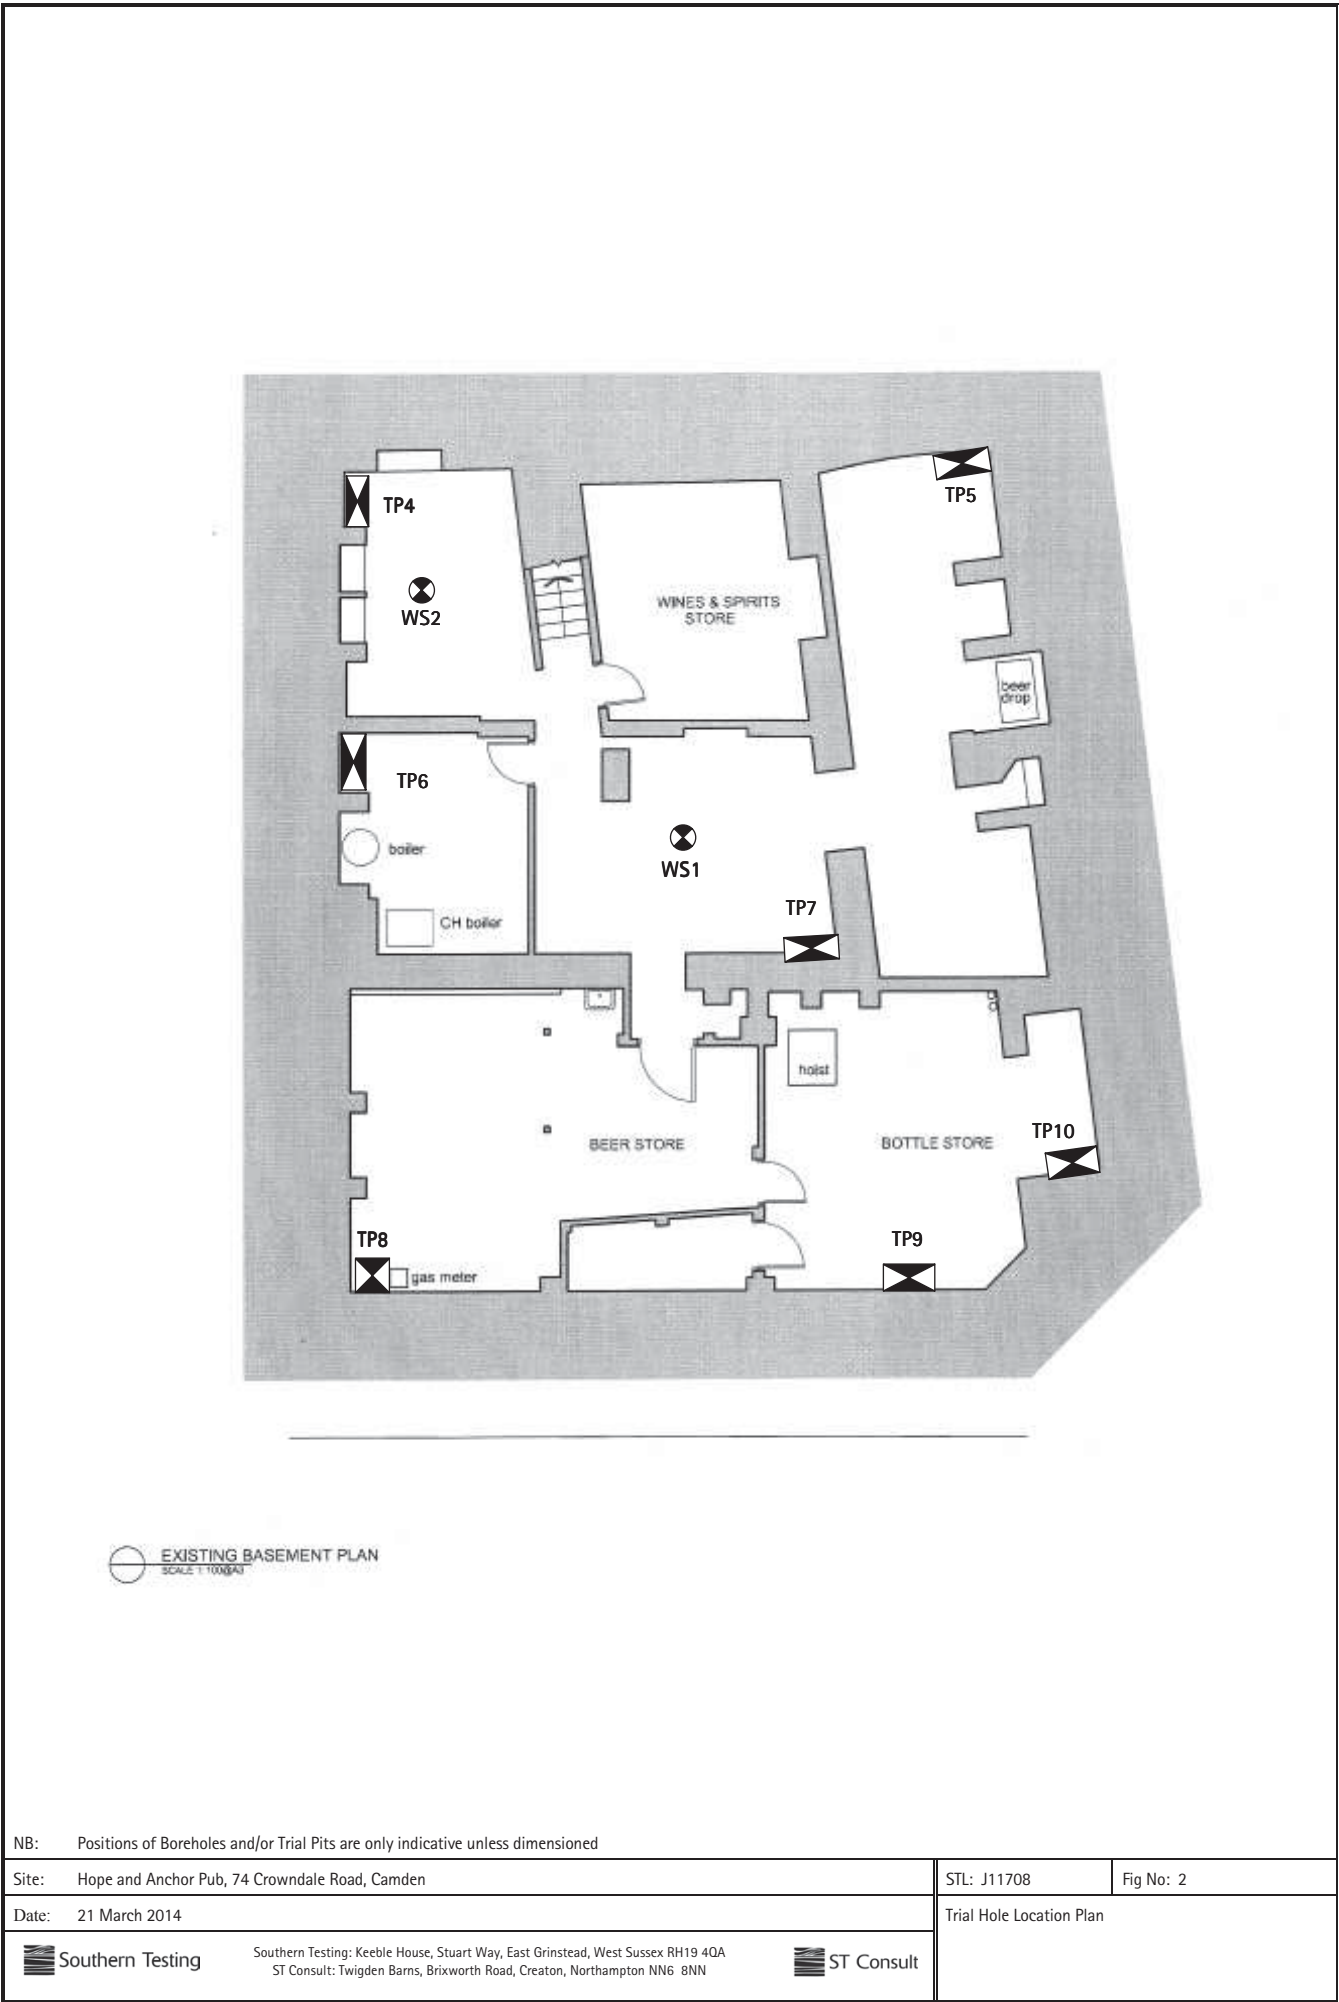 TP4
TP5
WS2
WINES & SPIRITS
STORE
beer
drop
TP6
boiler
WS1
CH boiler
TP7
hoist
BEER STORE
BOTTLE STORE
TP10
TP8
gas meter
TP9
EXISTING BASEMENT PLAN
SCALE 1:100@A3
NB: Positions of Boreholes and/or Trial Pits are only indicative unless dimensioned
Site: Hope and Anchor Pub, 74 Crowndale Road, Camden
STL: J11708
Fig No: 2
Date: 21 March 2014
Trial Hole Location Plan
Southern Testing
Southern Testing: Keeble House, Stuart Way, East Grinstead, West Sussex RH19 4QA
ST Consult: Twigden Barns, Brixworth Road, Creaton, Northampton NN6 8NN
ST Consult